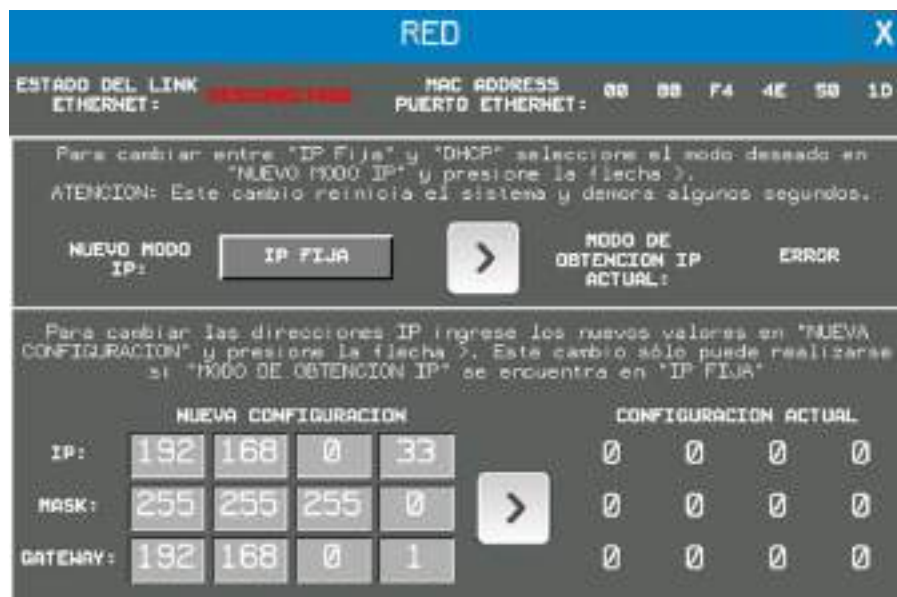 RED X
ESTADO DEL LINK
ETHERNET:
MAC ADDRESS
PUERTO ETHERNET:
00 80 F4 4E 50 1D
Para cambiar entre "IP Fija" y "DHCP" seleccione el modo deseado en
"NUEVO MODO IP" y presione la flecha >.
ATENCION: Este cambio reinicia el sistema y demora algunos segundos.
NUEVO MODO
IP:
IP FIJA
>
MODO DE
OBTENCION IP
ACTUAL:
ERROR
Para cambiar las direcciones IP ingrese los nuevos valores en "NUEVA
CONFIGURACION" y presione la flecha >. Este cambio sólo puede realizarse
si "MODO DE OBTENCION IP" se encuentra en "IP FIJA"
NUEVA CONFIGURACION CONFIGURACION ACTUAL
IP: 192 168 0 33 0 0 0 0
MASK: 255 255 255 0 > 0 0 0 0
GATEWAY: 192 168 0 1 0 0 0 0